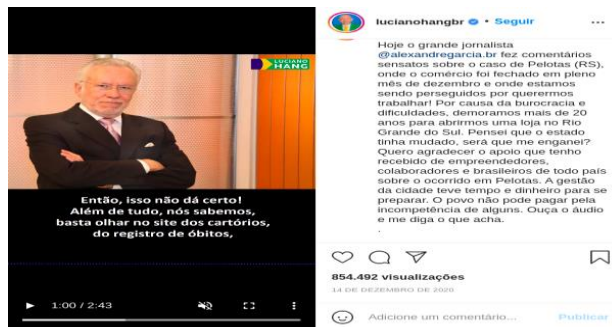 LUCIANO
HANG
Então, isso não dá certo!
Além de tudo, nós sabemos,
basta olhar no site dos cartórios,
do registro de óbitos,
1:00 / 2:43
lucianohangbr • Seguir
Hoje o grande jornalista
@alexandregarcia.br fez comentários
sensatos sobre o caso de Pelotas (RS),
onde o comércio foi fechado em pleno
mês de dezembro e onde estamos
sendo perseguidos por querermos
trabalhar! Por causa da burocracia e
dificuldades, demoramos mais de 20
anos para abrirmos uma loja no Rio
Grande do Sul. Pensei que o estado
tinha mudado, será que me enganei?
Quero agradecer o apoio que tenho
recebido de empreendedores,
colaboradores e brasileiros de todo país
sobre o ocorrido em Pelotas. A gestão
da cidade teve tempo e dinheiro para se
preparar. O povo não pode pagar pela
incompetência de alguns. Ouça o áudio
e me diga o que acha.
.
854.492 visualizações
14 DE DEZEMBRO DE 2020
Adicione um comentário... Publicar